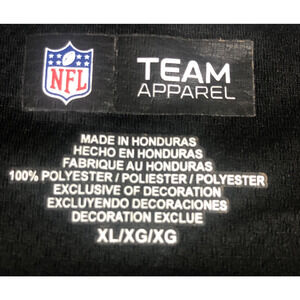 NFL
TEAM
APPAREL
MADE IN HONDURAS
HECHO EN HONDURAS
FABRIQUE AU HONDURAS
100% POLYESTER / POLIESTER / POLYESTER
EXCLUSIVE OF DECORATION
EXCLUYENDO DECORACIONES
DECORATION EXCLUE
XL/XG/XG